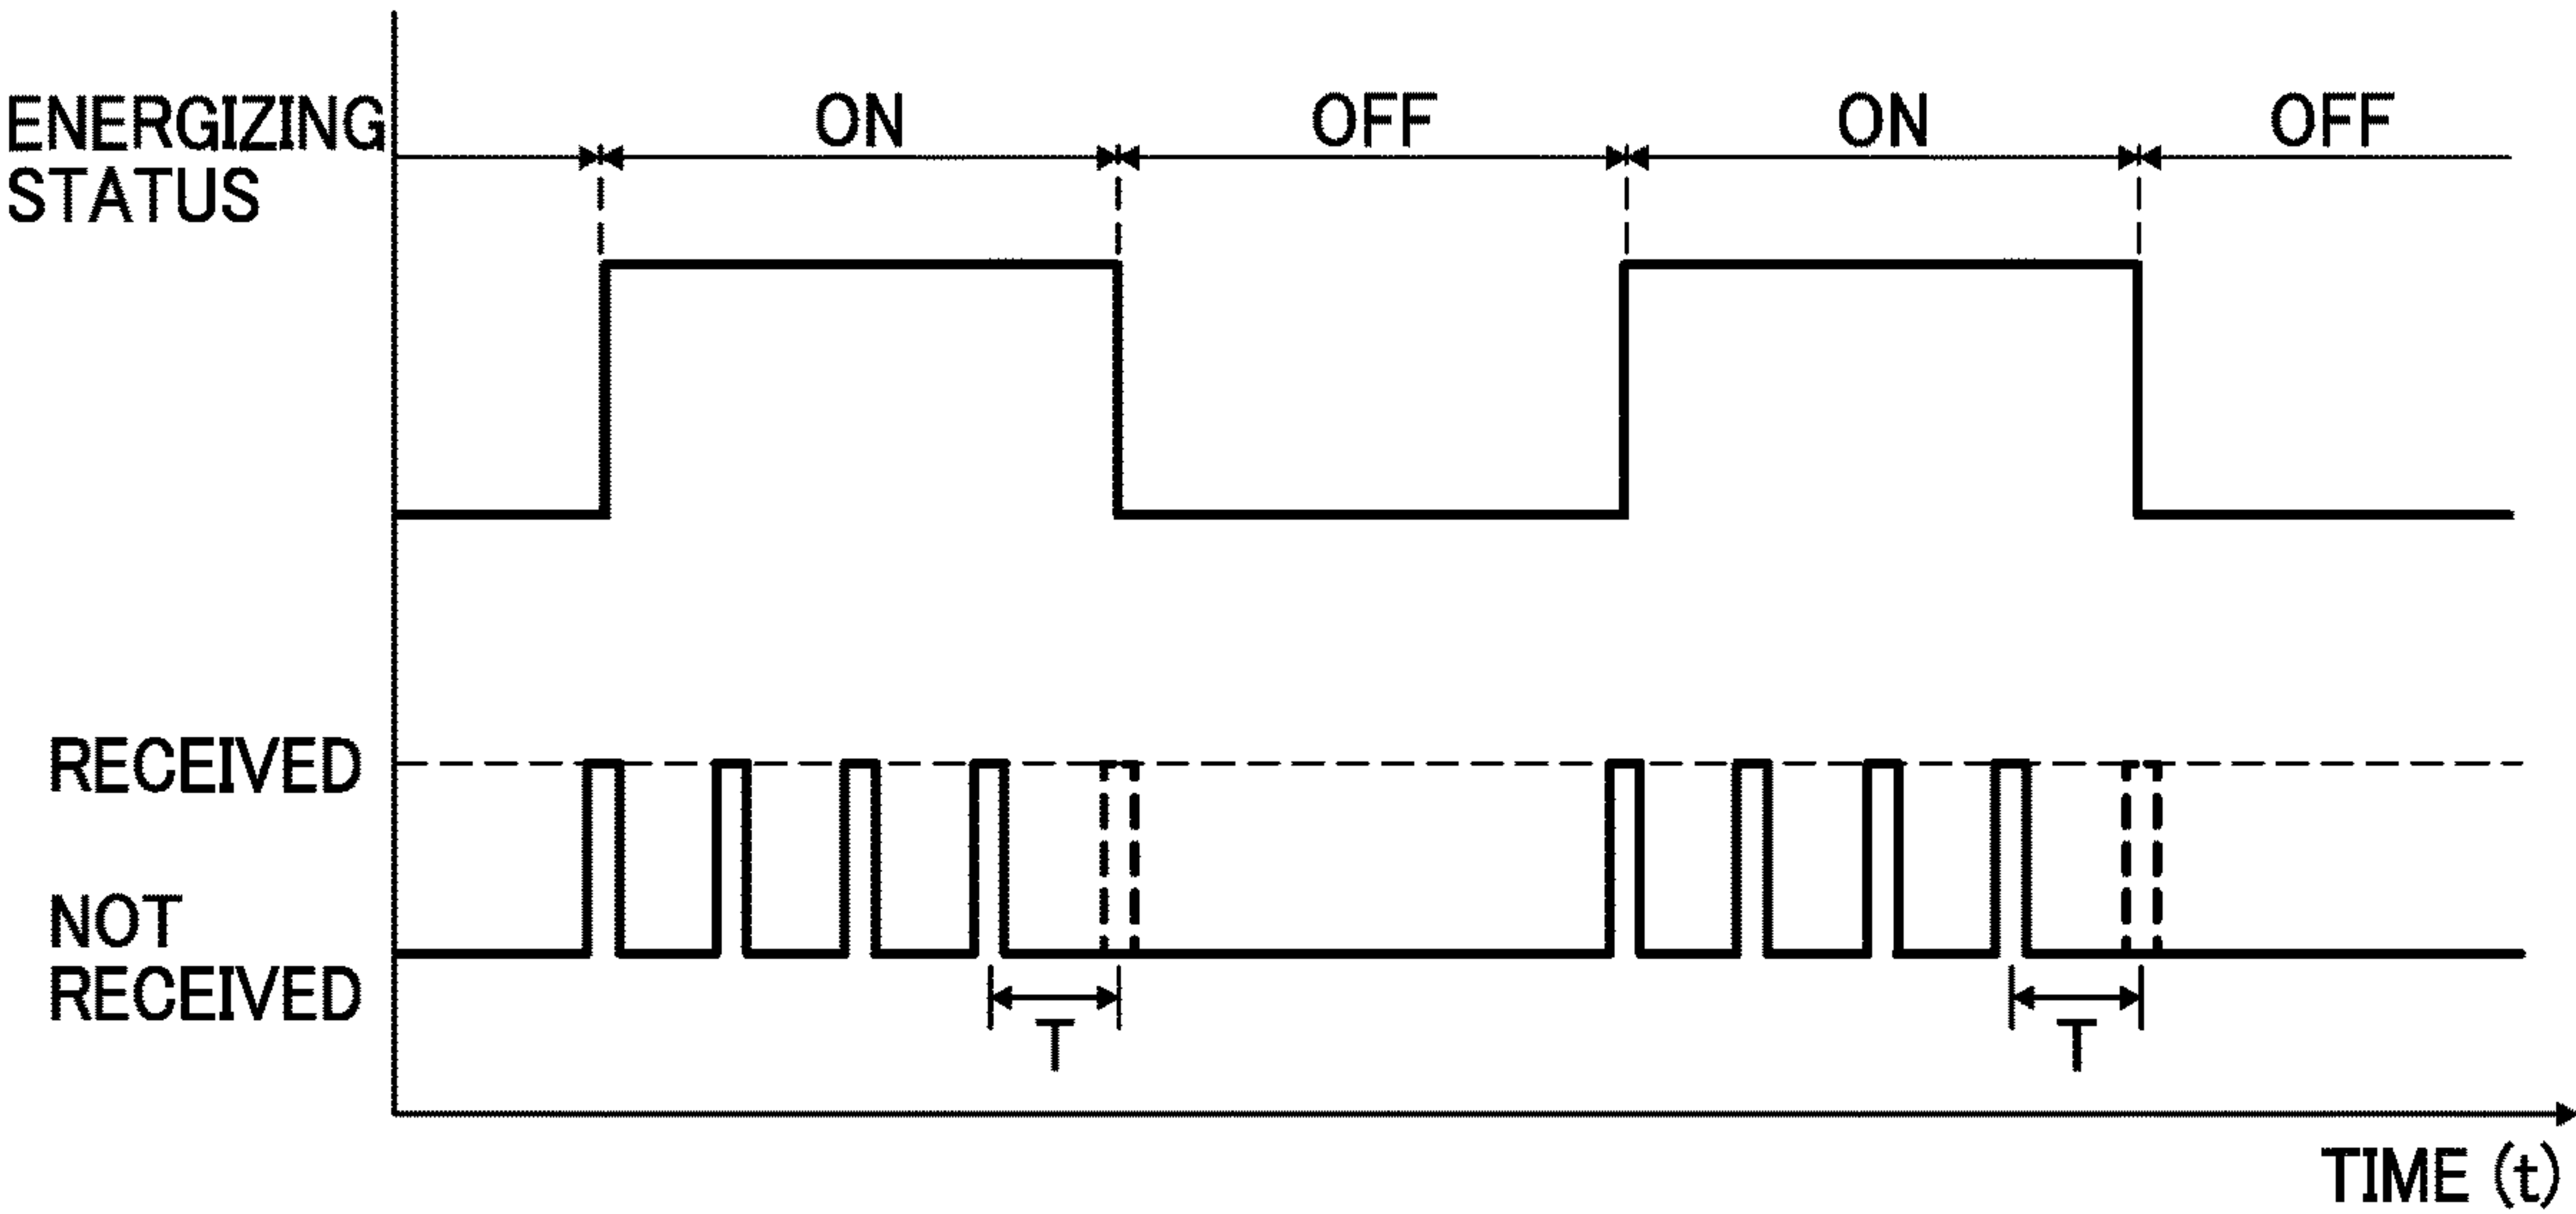 ENERGIZING
STATUS
ON
OFF
ON
OFF
RECEIVED
NOT
RECEIVED
T
T
TIME (t)